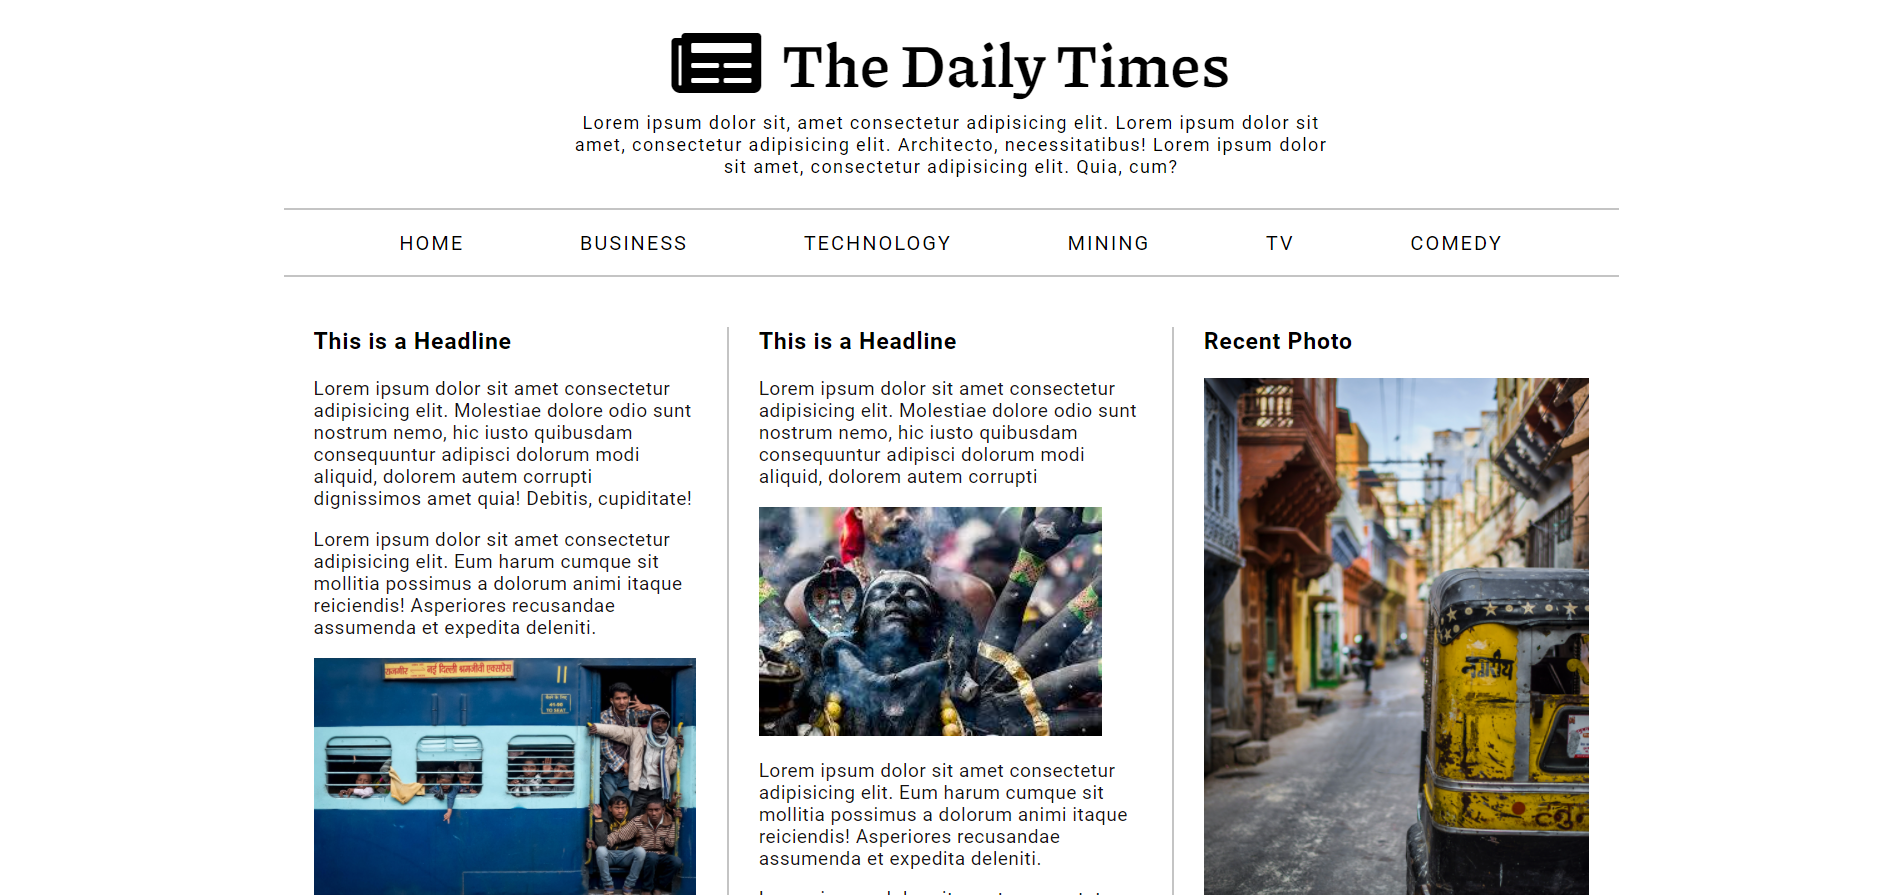 The Daily Times
Lorem ipsum dolor sit, amet consectetur adipisicing elit. Lorem ipsum dolor sit
amet, consectetur adipisicing elit. Architecto, necessitatibus! Lorem ipsum dolor
sit amet, consectetur adipisicing elit. Quia, cum?
HOME
BUSINESS
TECHNOLOGY
MINING
TV
COMEDY
This is a Headline
Lorem ipsum dolor sit amet consectetur
adipisicing elit. Molestiae dolore odio sunt
nostrum nemo, hic iusto quibusdam
consequuntur adipisci dolorum modi
aliquid, dolorem autem corrupti
dignissimos amet quia! Debitis, cupiditate!
Lorem ipsum dolor sit amet consectetur
adipisicing elit. Eum harum cumque sit
mollitia possimus a dolorum animi itaque
reiciendis! Asperiores recusandae
assumenda et expedita deleniti.
राजगीर नई दिल्ली श्रमजीवी एक्सप्रेस
11
This is a Headline
Lorem ipsum dolor sit amet consectetur
adipisicing elit. Molestiae dolore odio sunt
nostrum nemo, hic iusto quibusdam
consequuntur adipisci dolorum modi
aliquid, dolorem autem corrupti
Lorem ipsum dolor sit amet consectetur
adipisicing elit. Eum harum cumque sit
mollitia possimus a dolorum animi itaque
reiciendis! Asperiores recusandae
assumenda et expedita deleniti.
Recent Photo